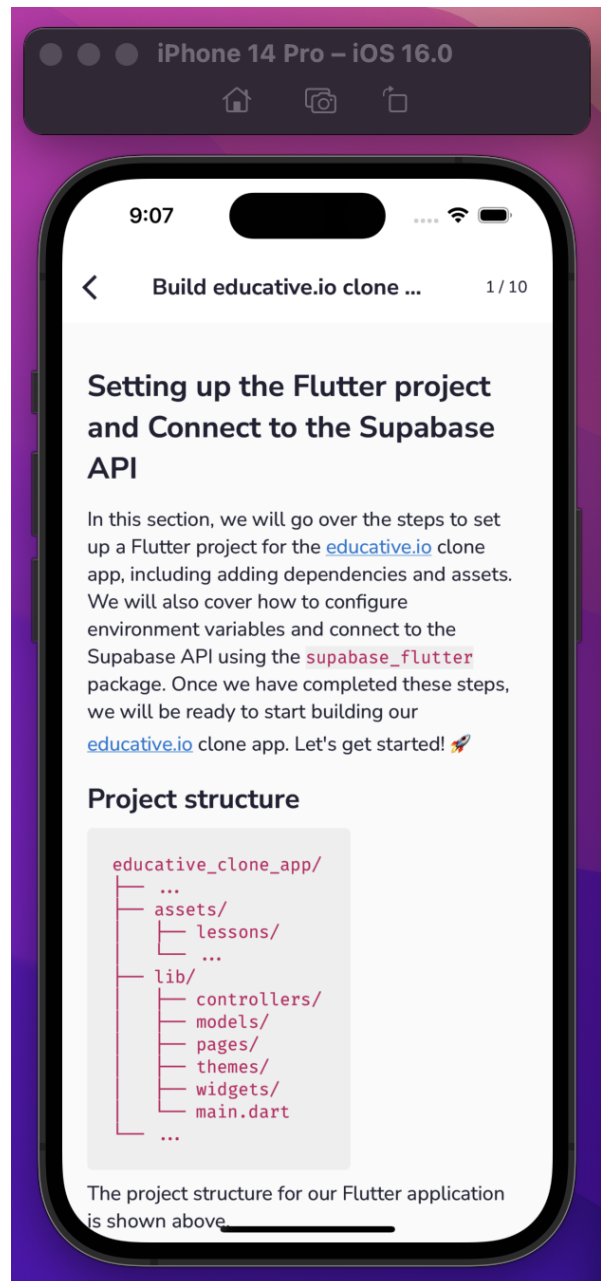 iPhone 14 Pro – iOS 16.0
9:07
Build educative.io clone ...
1 / 10
Setting up the Flutter project
and Connect to the Supabase
API
In this section, we will go over the steps to set
up a Flutter project for the educative.io clone
app, including adding dependencies and assets.
We will also cover how to configure
environment variables and connect to the
Supabase API using the supabase_flutter
package. Once we have completed these steps,
we will be ready to start building our
educative.io clone app. Let's get started! 🚀
Project structure
educative_clone_app/
├── ...
├── assets/
│   ├── lessons/
│   └── ...
├── lib/
│   ├── controllers/
│   ├── models/
│   ├── pages/
│   ├── themes/
│   ├── widgets/
│   └── main.dart
└── ...
The project structure for our Flutter application
is shown above.